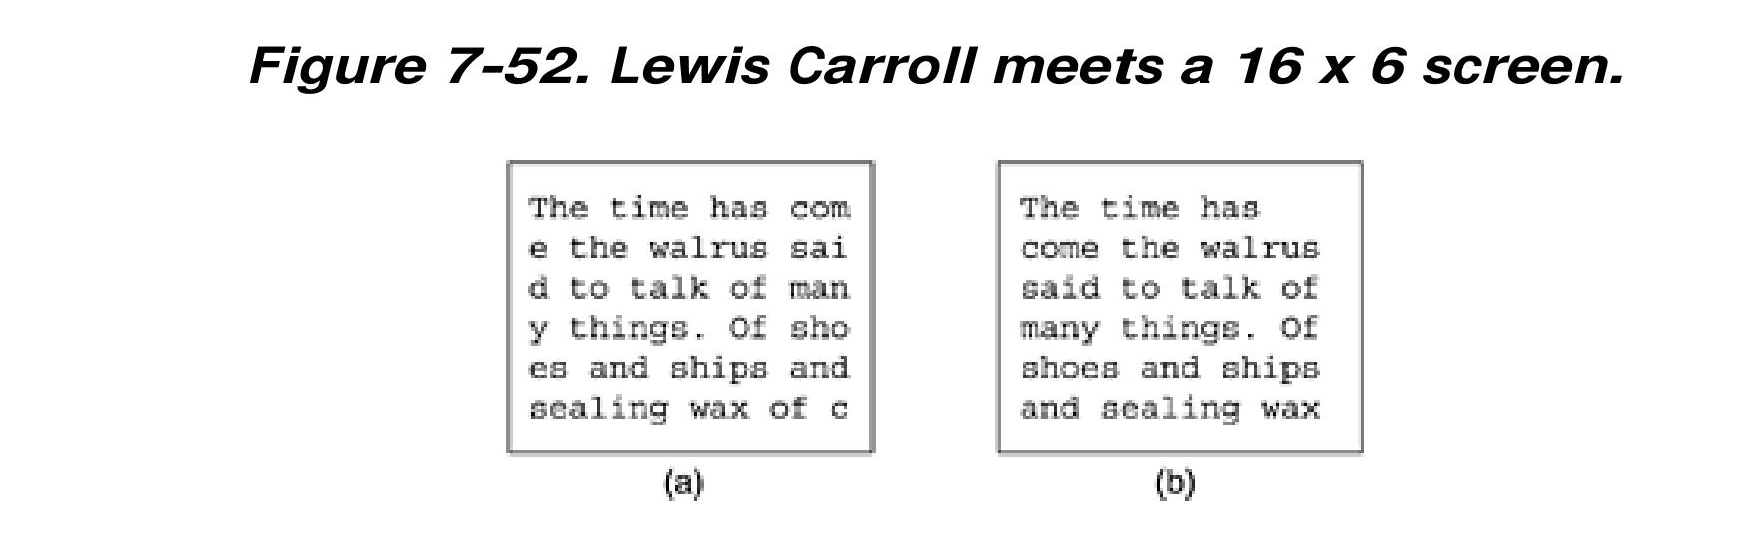 Figure 7-52. Lewis Carroll meets a 16 x 6 screen.
The time has com
e the walrus sai
d to talk of man
y things. Of sho
es and ships and
sealing wax of c
(a)
The time has
come the walrus
said to talk of
many things. Of
shoes and ships
and sealing wax
(b)